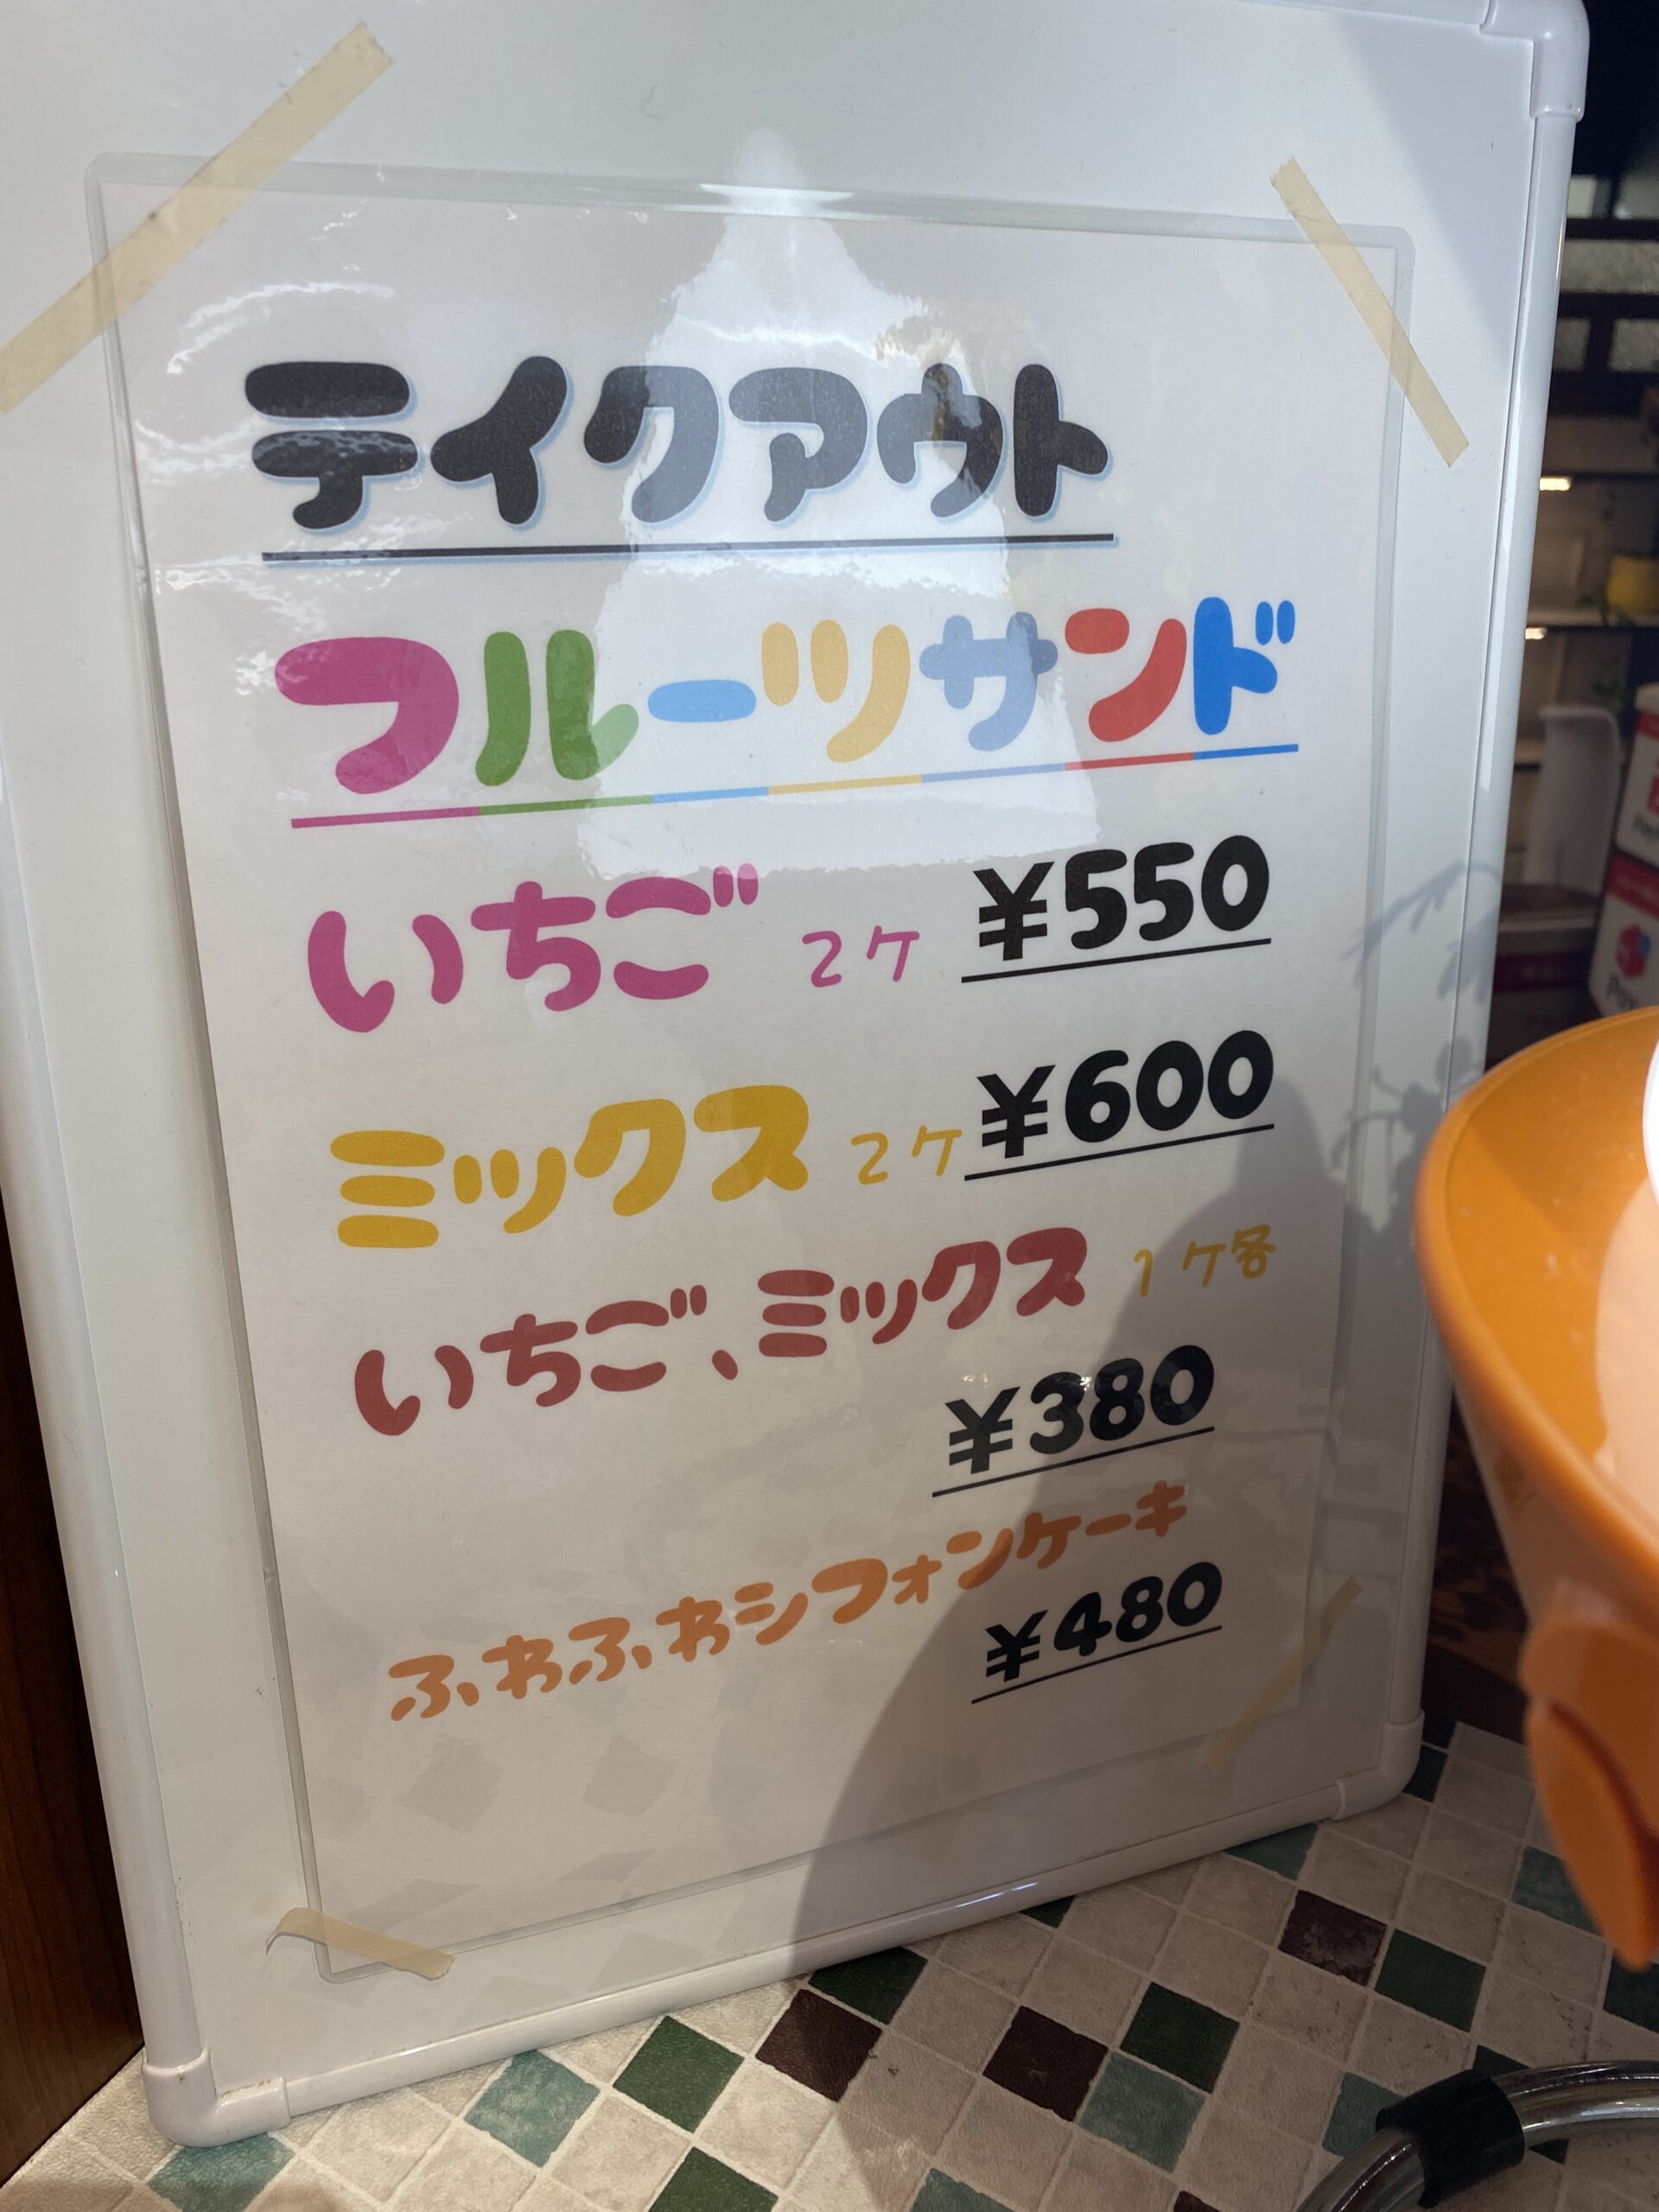 テイクアウト
フルーツサンド
いちご 2ケ ¥550
ミックス 2ケ ¥600
いちご、ミックス 1ケ各
¥380
ふわふわシフォンケーキ
¥480